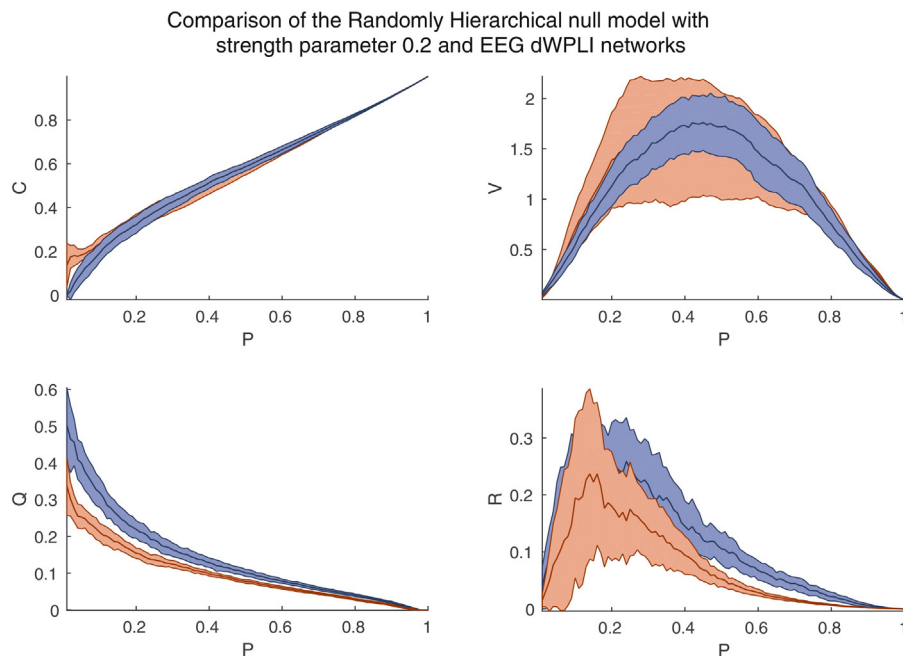 Comparison of the Randomly Hierarchical null model with
strength parameter 0.2 and EEG dWPLI networks
C
0.8
0.6
0.4
0.2
0
0.2 0.4 0.6 0.8 1
P
V
2
1.5
1
0.5
0.2 0.4 0.6 0.8 1
P
Q
0.6
0.5
0.4
0.3
0.2
0.1
0
0.2 0.4 0.6 0.8 1
P
R
0.3
0.2
0.1
0
0.2 0.4 0.6 0.8 1
P